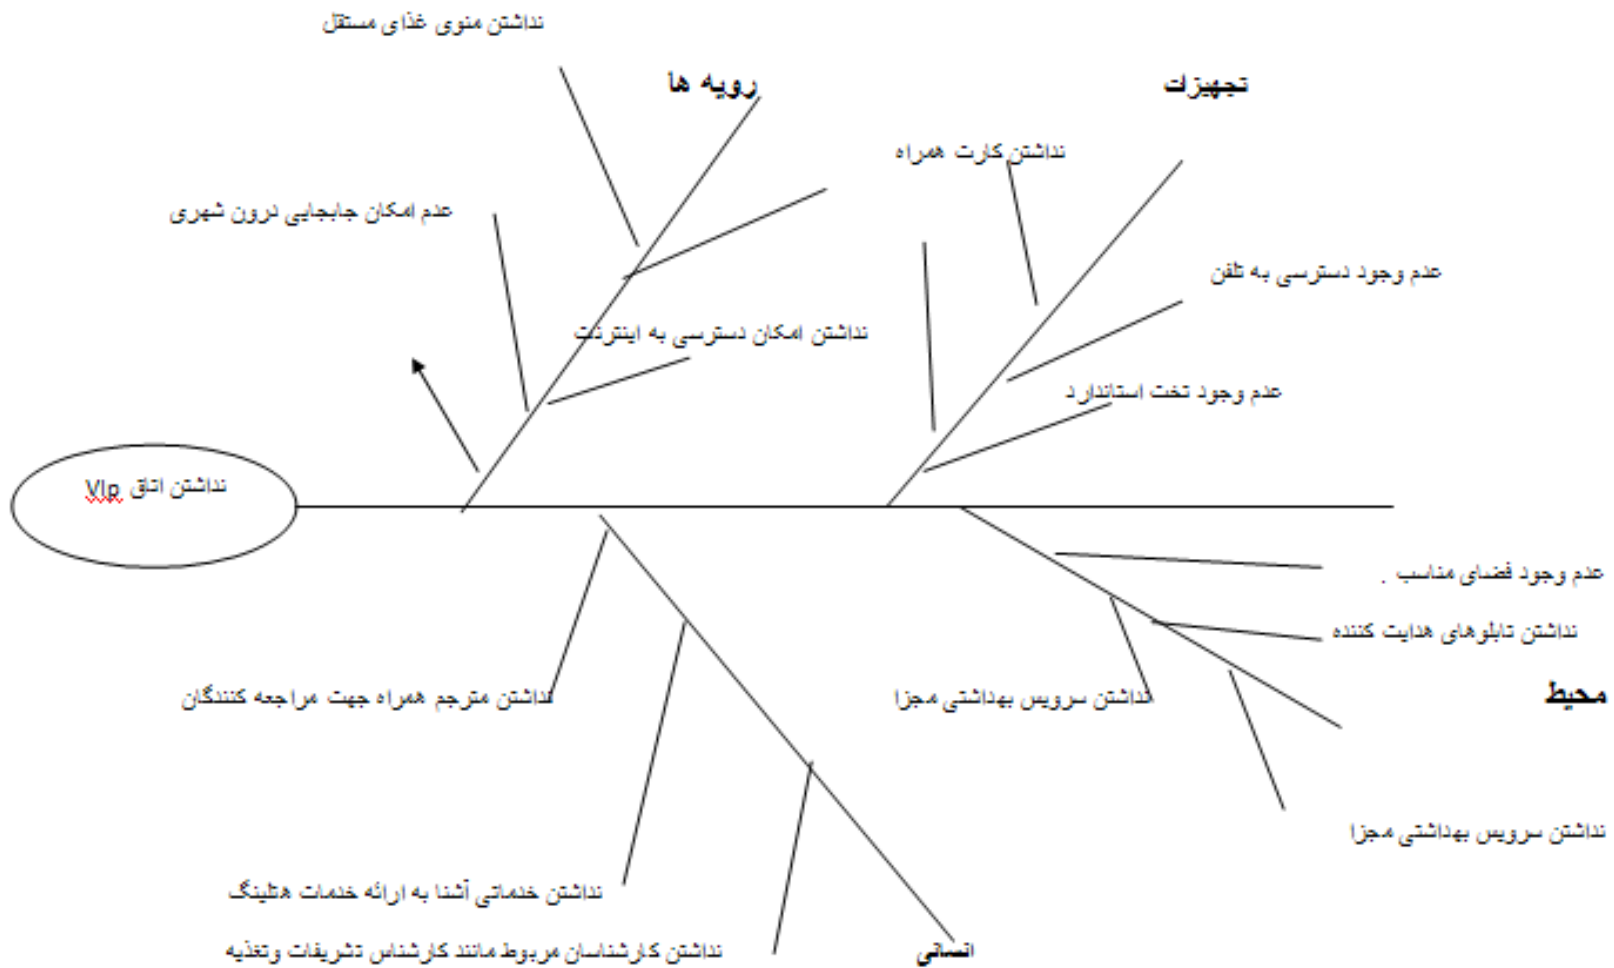 نداشتن منوی غذای مستقل
رویه ها
تجهیزات
نداشتن کارت همراه
عدم امکان جابجایی درون شهری
عدم وجود دسترسی به تلفن
نداشتن امکان دسترسی به اینترنت
عدم وجود تخت استاندارد
نداشتن اتاق Vip
عدم وجود فضای مناسب .
نداشتن تابلوهای هدایت کننده
محیط
نداشتن سرویس بهداشتی مجزا
نداشتن مترجم همراه جهت مراجعه کنندگان
نداشتن سرویس بهداشتی مجزا
نداشتن خدماتی آشنا به ارائه خدمات هتلینگ
نداشتن کارشناسان مربوط مانند کارشناس تشریفات وتغذیه
انسانی